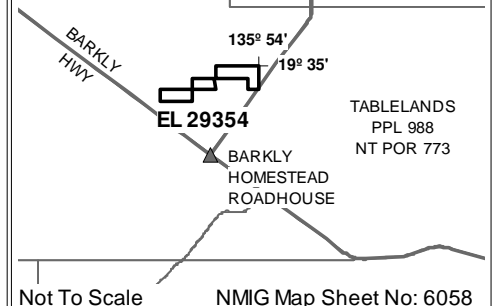 BARKLY
HWY
135º 54'
19º 35'
EL 29354
TABLELANDS
PPL 988
NT POR 773
BARKLY
HOMESTEAD
ROADHOUSE
Not To Scale
NMIG Map Sheet No: 6058